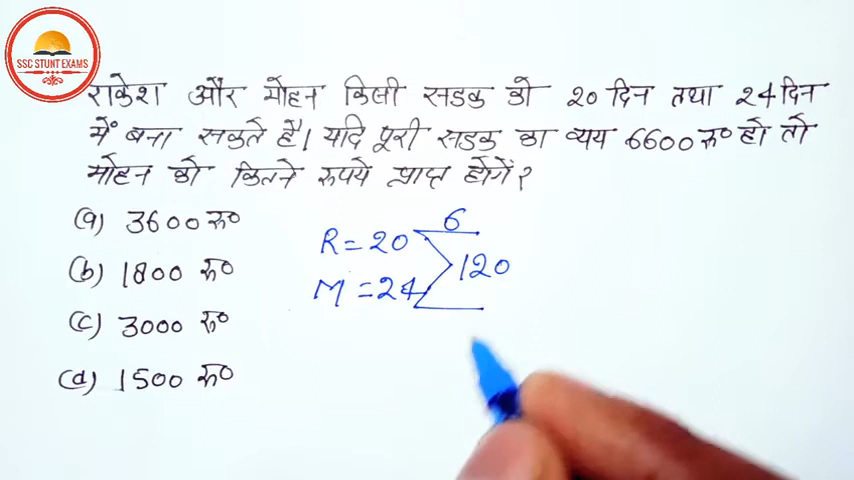 SSC STUNT EXAMS
राकेश और मोहन किसी सडक को 20 दिन तथा 24 दिन
में बना सकते है। यदि पूरी सडक का व्यय 6600 रु० हो तो
मोहन को कितने रुपये प्राप्त होगें?
(a) 3600 रु०
(b) 1800 रु०
(c) 3000 रु०
(d) 1500 रु०
R = 20 6
120
M = 24